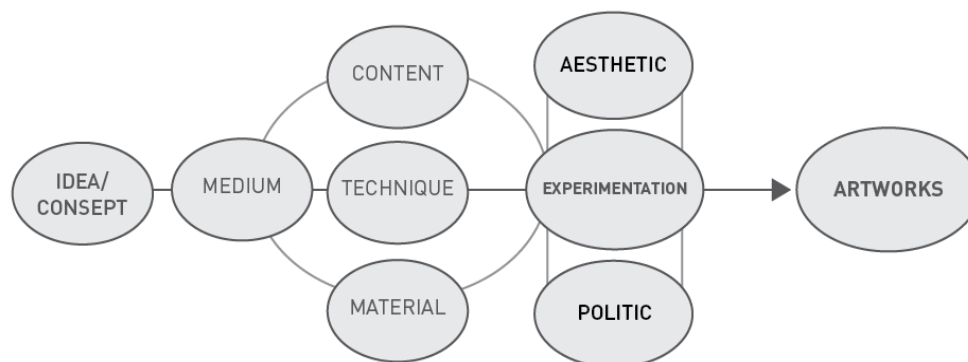 IDEA/
CONSEPT
MEDIUM
CONTENT
TECHNIQUE
MATERIAL
AESTHETIC
EXPERIMENTATION
POLITIC
ARTWORKS